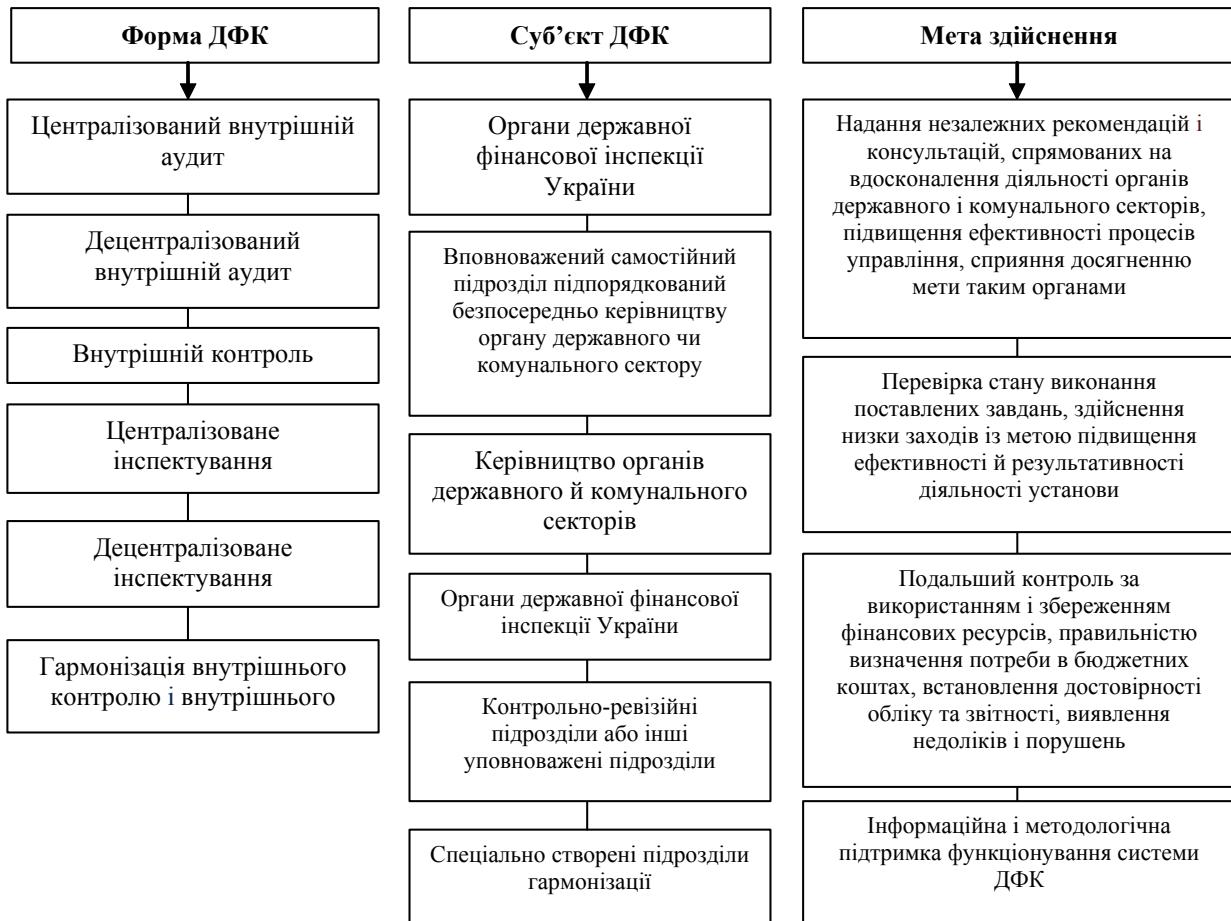 Форма ДФК
Централізований внутрішній
аудит
Децентралізований
внутрішній аудит
Внутрішній контроль
Централізоване
інспектування
Децентралізоване
інспектування
Гармонізація внутрішнього
контролю і внутрішнього
Суб’єкт ДФК
Органи державної
фінансової інспекції
України
Вповноважений самостійний
підрозділ підпорядкований
безпосередньо керівництву
органу державного чи
комунального сектору
Керівництво органів
державного й комунального
секторів
Органи державної фінансової
інспекції України
Контрольно-ревізійні
підрозділи або інші
уповноважені підрозділи
Спеціально створені підрозділи
гармонізації
Мета здійснення
Надання незалежних рекомендацій і
консультацій, спрямованих на
вдосконалення діяльності органів
державного і комунального секторів,
підвищення ефективності процесів
управління, сприяння досягненню
мети таким органами
Перевірка стану виконання
поставлених завдань, здійснення
низки заходів із метою підвищення
ефективності й результативності
діяльності установи
Подальший контроль за
використанням і збереженням
фінансових ресурсів, правильністю
визначення потреби в бюджетних
коштах, встановлення достовірності
обліку та звітності, виявлення
недоліків і порушень
Інформаційна і методологічна
підтримка функціонування системи
ДФК